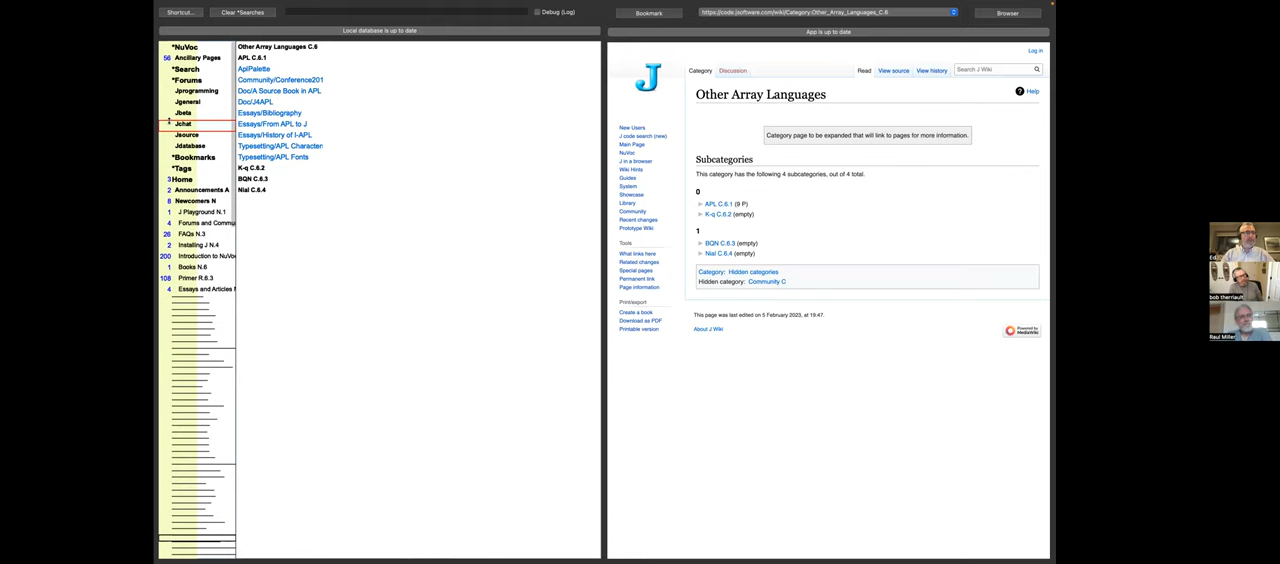 Shortcut...
Clear *Searches
Debug (Log)
Bookmark
https://code.jsoftware.com/wiki/Category:Other_Array_Languages_C.6
Browser
Local database is up to date
App is up to date
*NuVoc
56 Ancillary Pages
*Search
*Forums
Jprogramming
Jgeneral
Jbeta
Jchat
Jsource
Jdatabase
*Bookmarks
*Tags
3 Home
2 Announcements A
8 Newcomers N
1 J Playground N.1
4 Forums and Commu
26 FAQs N.3
2 Installing J N.4
200 Introduction to NuVo
1 Books N.6
108 Primer R.6.3
4 Essays and Articles
Other Array Languages C.6
APL C.6.1
AplPalette
Community/Conference201
Doc/A Source Book in APL
Doc/J4APL
Essays/Bibliography
Essays/From APL to J
Essays/History of I-APL
Typesetting/APL Character
Typesetting/APL Fonts
K-q C.6.2
BQN C.6.3
Nial C.6.4
Log in
J
Category
Discussion
Read
View source
View history
Search J Wiki
Other Array Languages
Help
Category page to be expanded that will link to pages for more information.
Subcategories
This category has the following 4 subcategories, out of 4 total.
0
► APL C.6.1 (9 P)
► K-q C.6.2 (empty)
1
► BQN C.6.3 (empty)
► Nial C.6.4 (empty)
Category: Hidden categories
Hidden category: Community C
This page was last edited on 5 February 2023, at 19:47.
About J Wiki
Powered by
MediaWiki
New Users
J code search (new)
Main Page
NuVoc
J in a browser
Wiki Hints
Guides
System
Showcase
Library
Community
Recent changes
Prototype Wiki
Tools
What links here
Related changes
Special pages
Permanent link
Page information
Print/export
Create a book
Download as PDF
Printable version
bob therriault
Raul Miller